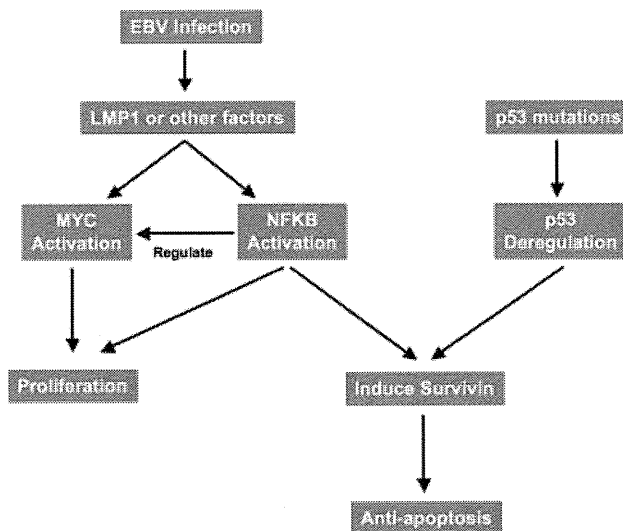 EBV Infection
LMP1 or other factors
p53 mutations
MYC
Activation
NFKB
Activation
p53
Deregulation
Regulate
Proliferation
Induce Survivin
Anti-apoptosis